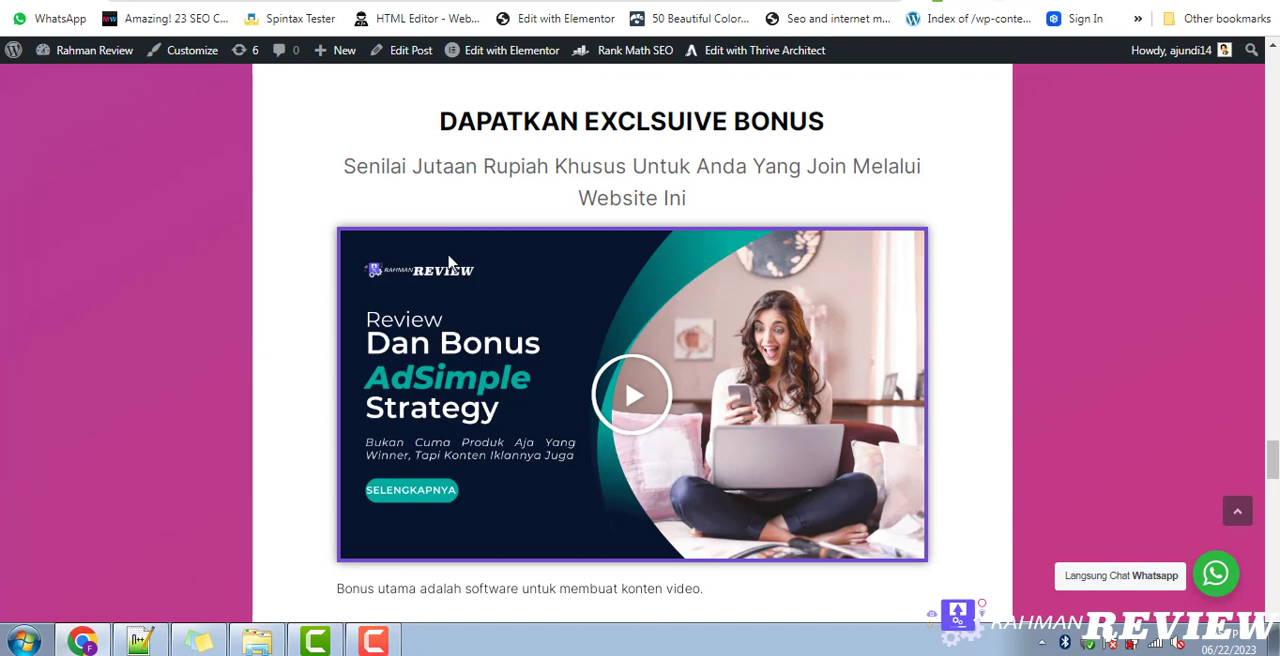 WhatsApp Amazing! 23 SEO C... Spintax Tester HTML Editor - Web... Edit with Elementor 50 Beautiful Color... Seo and internet m... Index of /wp-conte... Sign In » Other bookmarks
Rahman Review Customize 6 0 New Edit Post Edit with Elementor Rank Math SEO Edit with Thrive Architect Howdy, ajundi14
DAPATKAN EXCLSUIVE BONUS
Senilai Jutaan Rupiah Khusus Untuk Anda Yang Join Melalui
Website Ini
RAHMAN REVIEW
Review
Dan Bonus
AdSimple
Strategy
Bukan Cuma Produk Aja Yang
Winner, Tapi Konten Iklannya Juga
SELENGKAPNYA
Langsung Chat Whatsapp
Bonus utama adalah software untuk membuat konten video.
RAHMAN REVIEW
06/22/2023